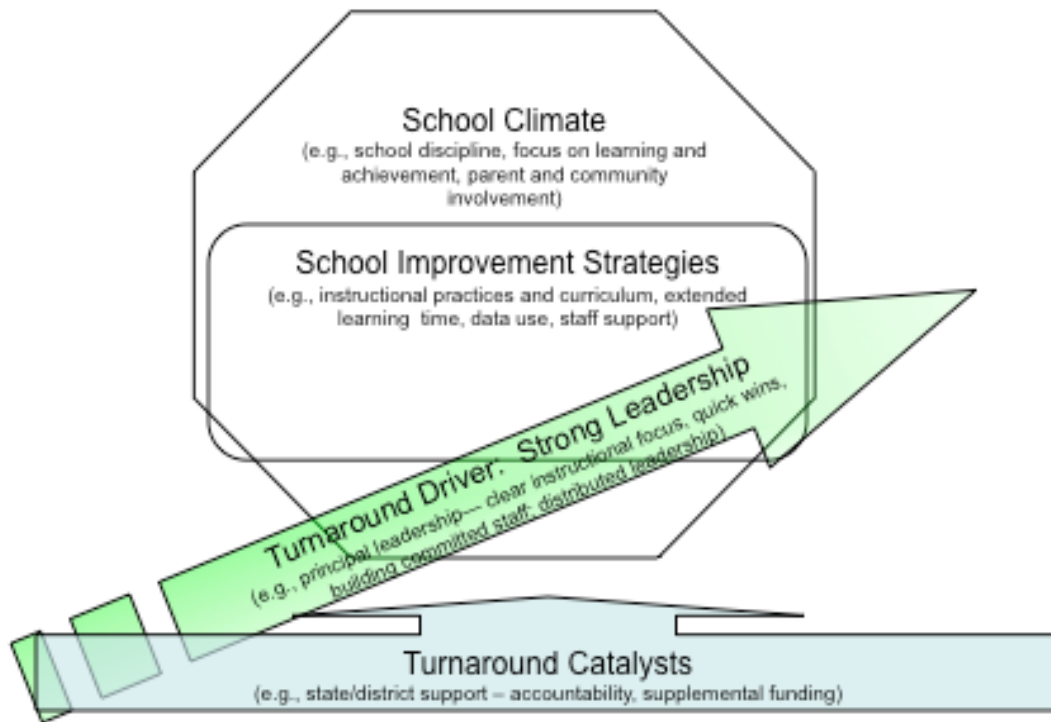 School Climate
(e.g., school discipline, focus on learning and
achievement, parent and community
involvement)
School Improvement Strategies
(e.g., instructional practices and curriculum, extended
learning time, data use, staff support)
Turnaround Driver: Strong Leadership
(e.g., principal leadership— clear instructional focus, quick wins,
building committed staff; distributed leadership)
Turnaround Catalysts
(e.g., state/district support – accountability, supplemental funding)